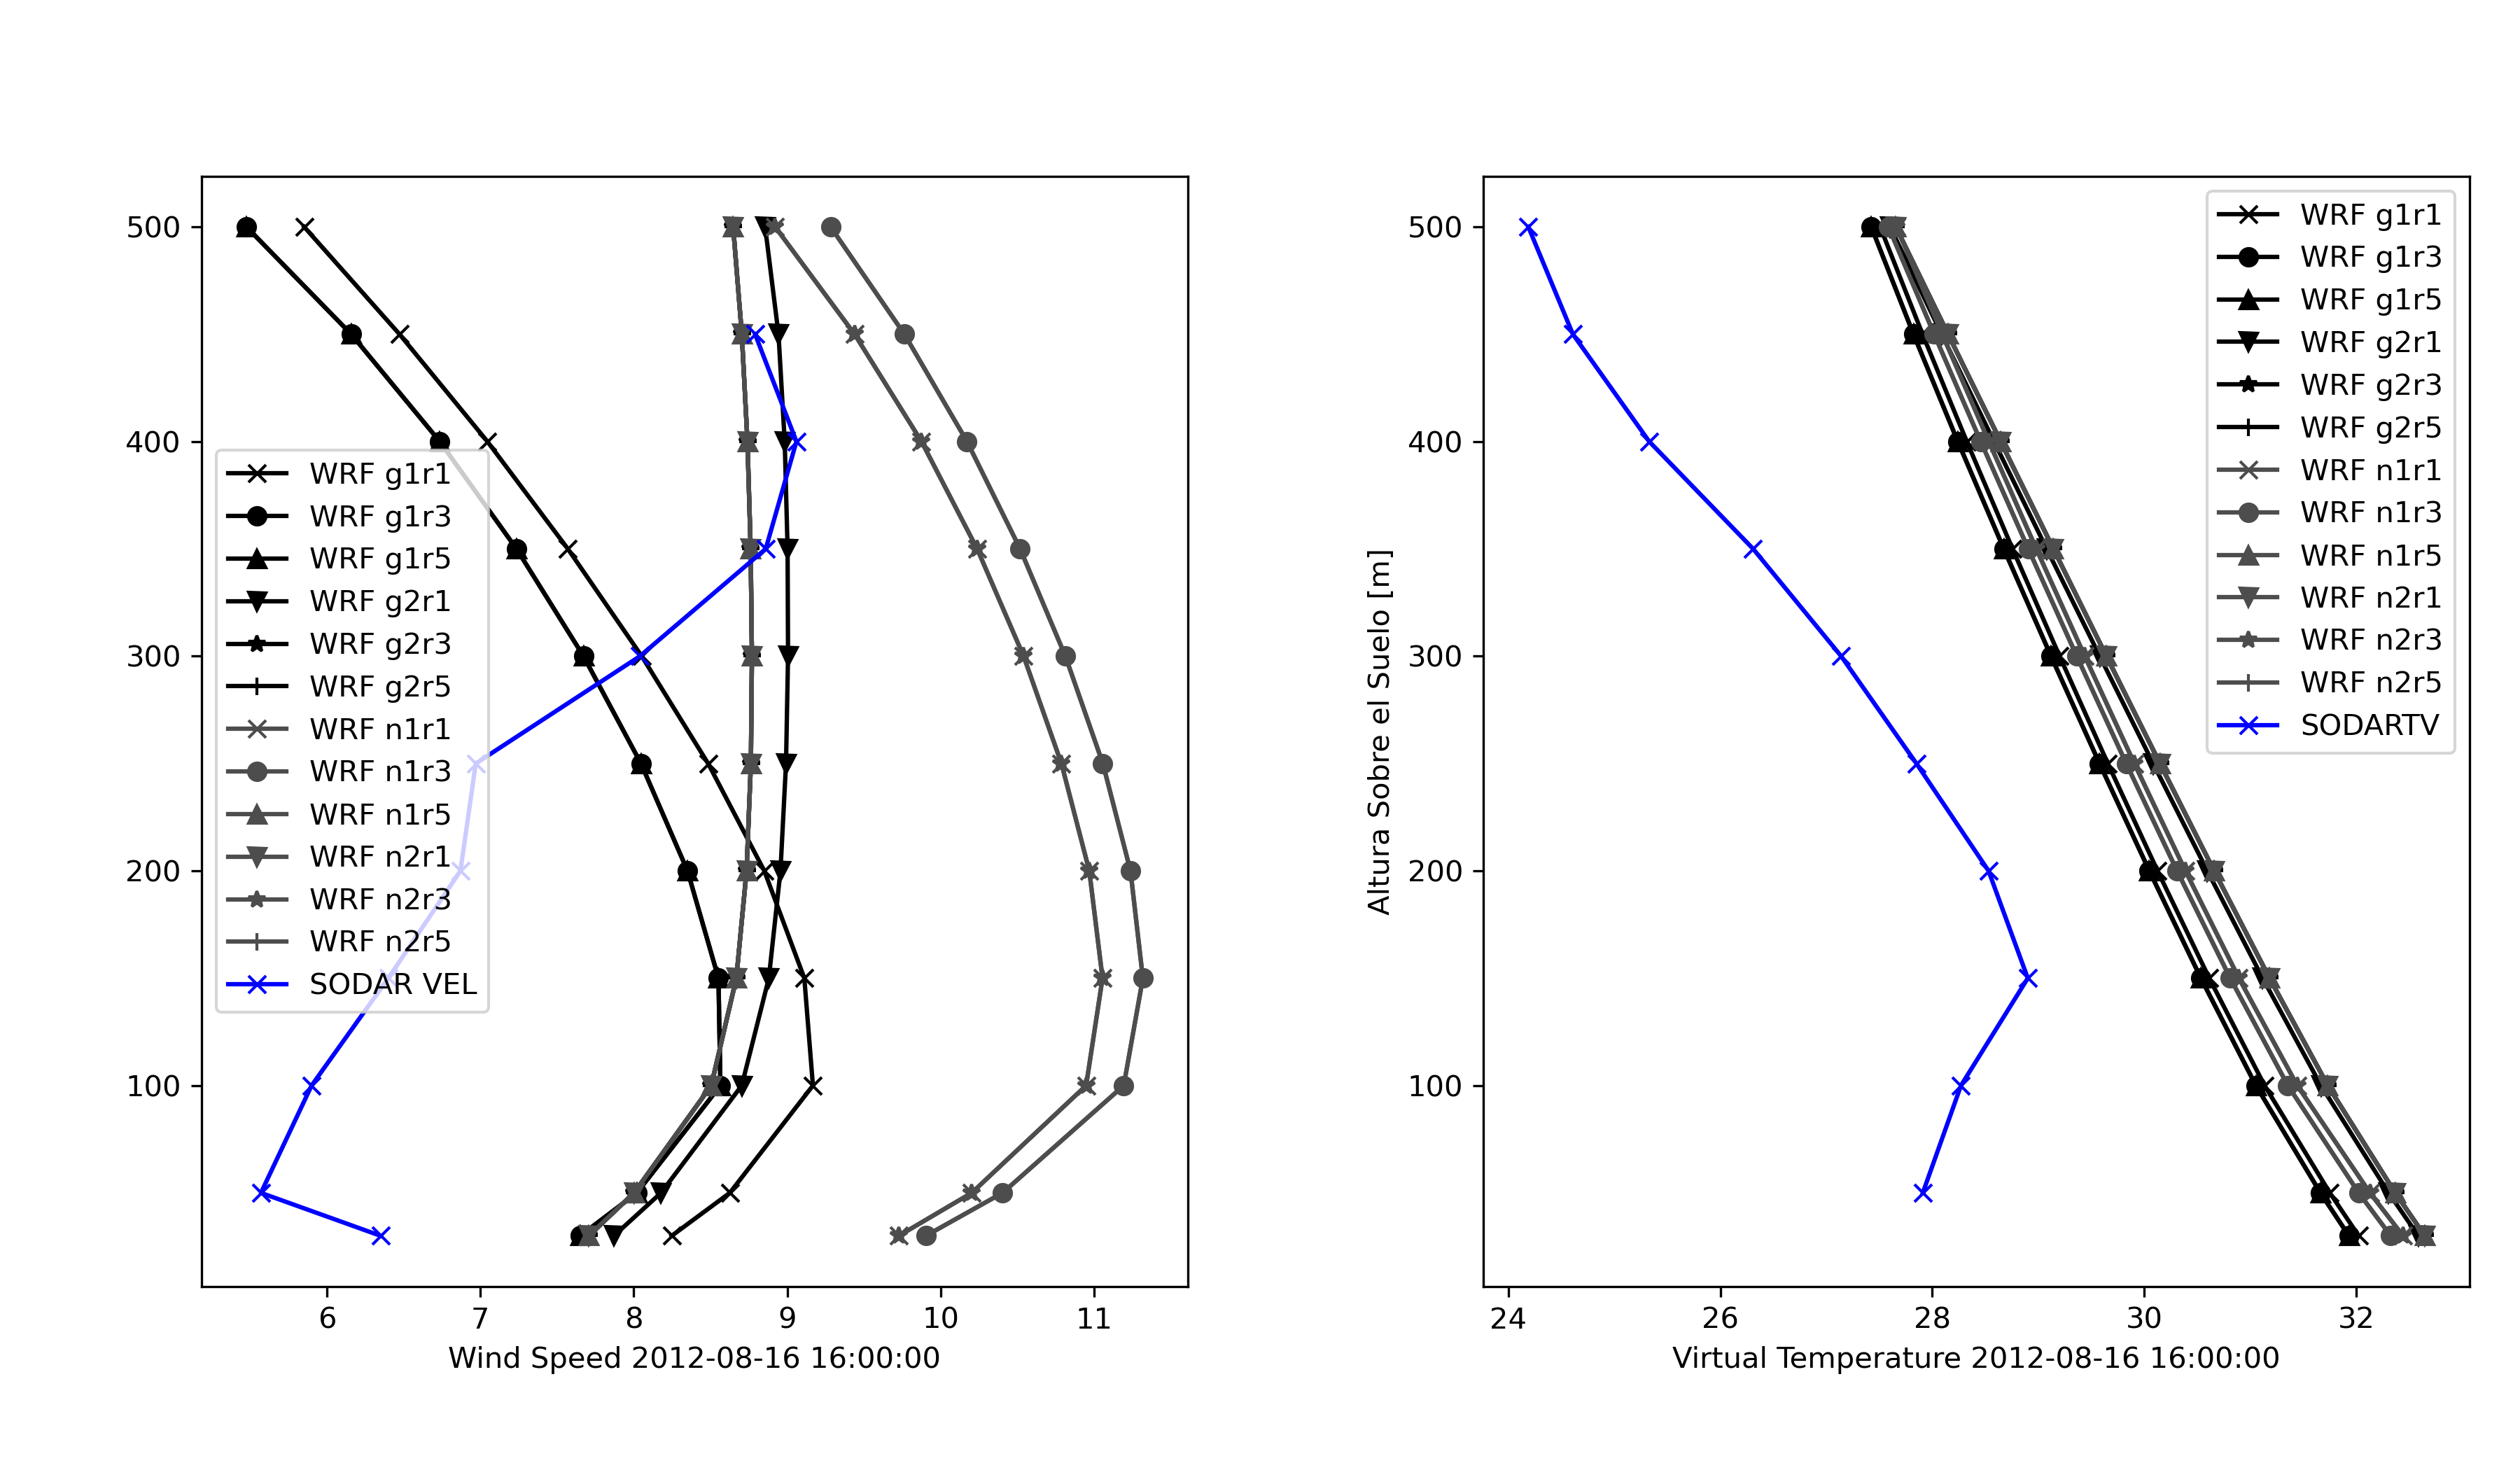 500
400
300
200
100
WRF g1r1
WRF g1r3
WRF g1r5
WRF g2r1
WRF g2r3
WRF g2r5
WRF n1r1
WRF n1r3
WRF n1r5
WRF n2r1
WRF n2r3
WRF n2r5
SODAR VEL
6 7 8 9 10 11
Wind Speed 2012-08-16 16:00:00
Altura Sobre el Suelo [m]
500
400
300
200
100
WRF g1r1
WRF g1r3
WRF g1r5
WRF g2r1
WRF g2r3
WRF g2r5
WRF n1r1
WRF n1r3
WRF n1r5
WRF n2r1
WRF n2r3
WRF n2r5
SODARTV
24 26 28 30 32
Virtual Temperature 2012-08-16 16:00:00